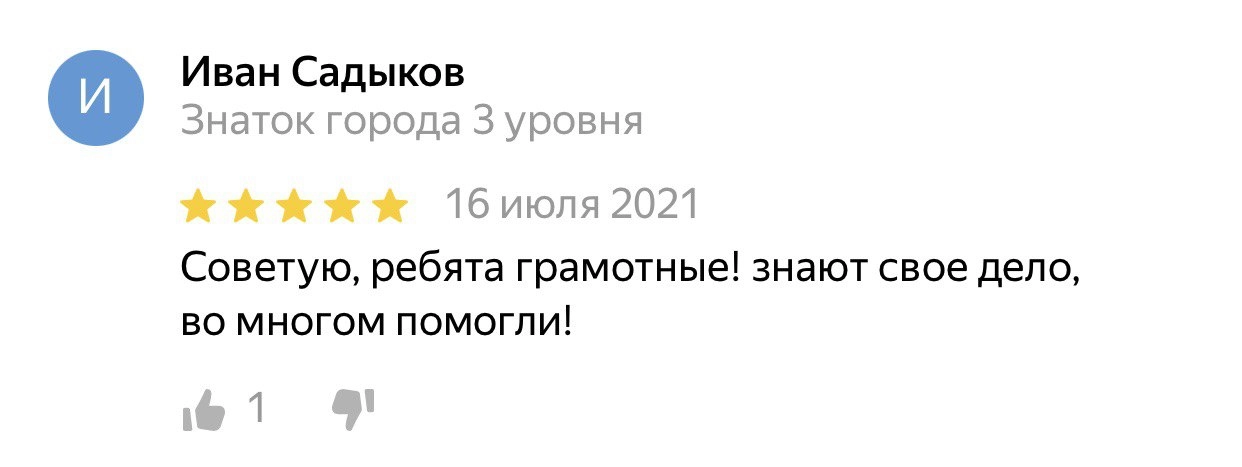 И
Иван Садыков
Знаток города 3 уровня
16 июля 2021
Советую, ребята грамотные! знают свое дело,
во многом помогли!
1